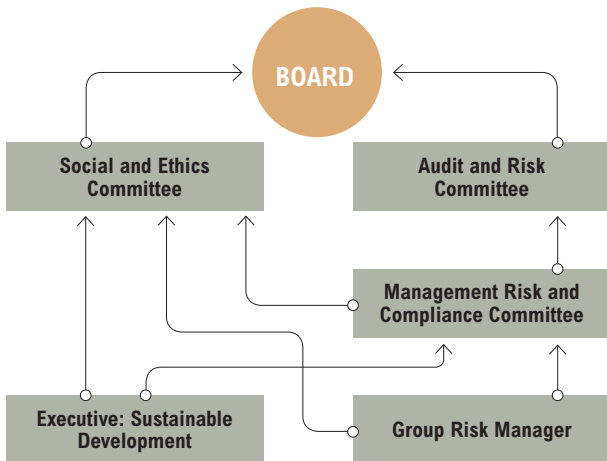 BOARD
Social and Ethics
Committee
Audit and Risk
Committee
Management Risk and
Compliance Committee
Executive: Sustainable
Development
Group Risk Manager